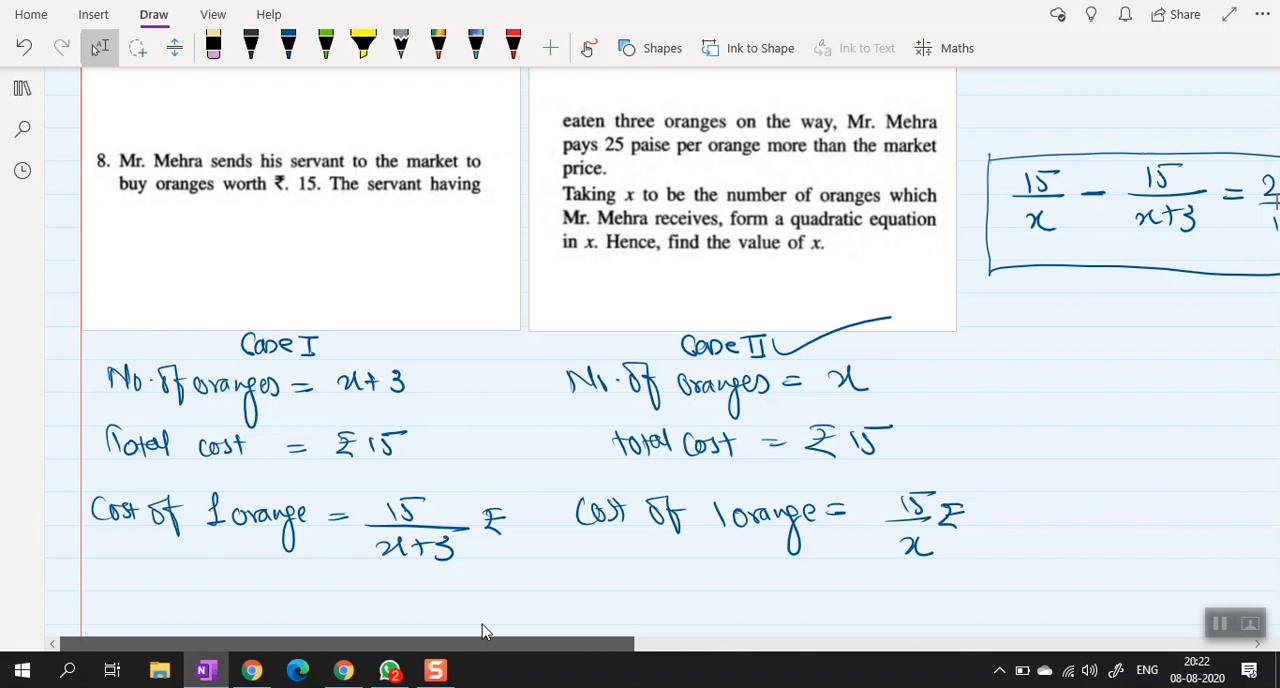 Home Insert Draw View Help
Share
Shapes
Ink to Shape
Ink to Text
Maths
8. Mr. Mehra sends his servant to the market to
buy oranges worth ₹. 15. The servant having
eaten three oranges on the way, Mr. Mehra
pays 25 paise per orange more than the market
price.
Taking x to be the number of oranges which
Mr. Mehra receives, form a quadratic equation
in x. Hence, find the value of x.
15/x - 15/x+3 =
Case I
No. of oranges = x+3
Total cost = ₹15
Cost of 1 orange = 15/x+3 ₹
Case II
No. of oranges = x
total cost = ₹15
Cost of 1 orange = 15/x ₹
2
ENG
20:22
08-08-2020